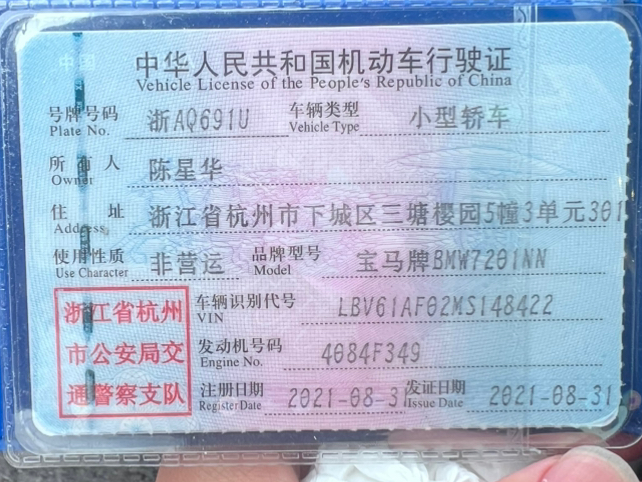 中华人民共和国机动车行驶证
Vehicle License of the People's Republic of China
号牌号码 Plate No. 浙AQ691U 车辆类型 Vehicle Type 小型轿车
所有人 Owner 陈星华
住址 Address 浙江省杭州市下城区三塘樱园5幢3单元301
使用性质 Use Character 非营运 品牌型号 Model 宝马牌BMW7201NN
浙江省杭州
市公安局交
通警察支队
车辆识别代号 VIN LBV61AF02MS148422
发动机号码 Engine No. 4084F349
注册日期 Register Date 2021-08-31 发证日期 Issue Date 2021-08-31